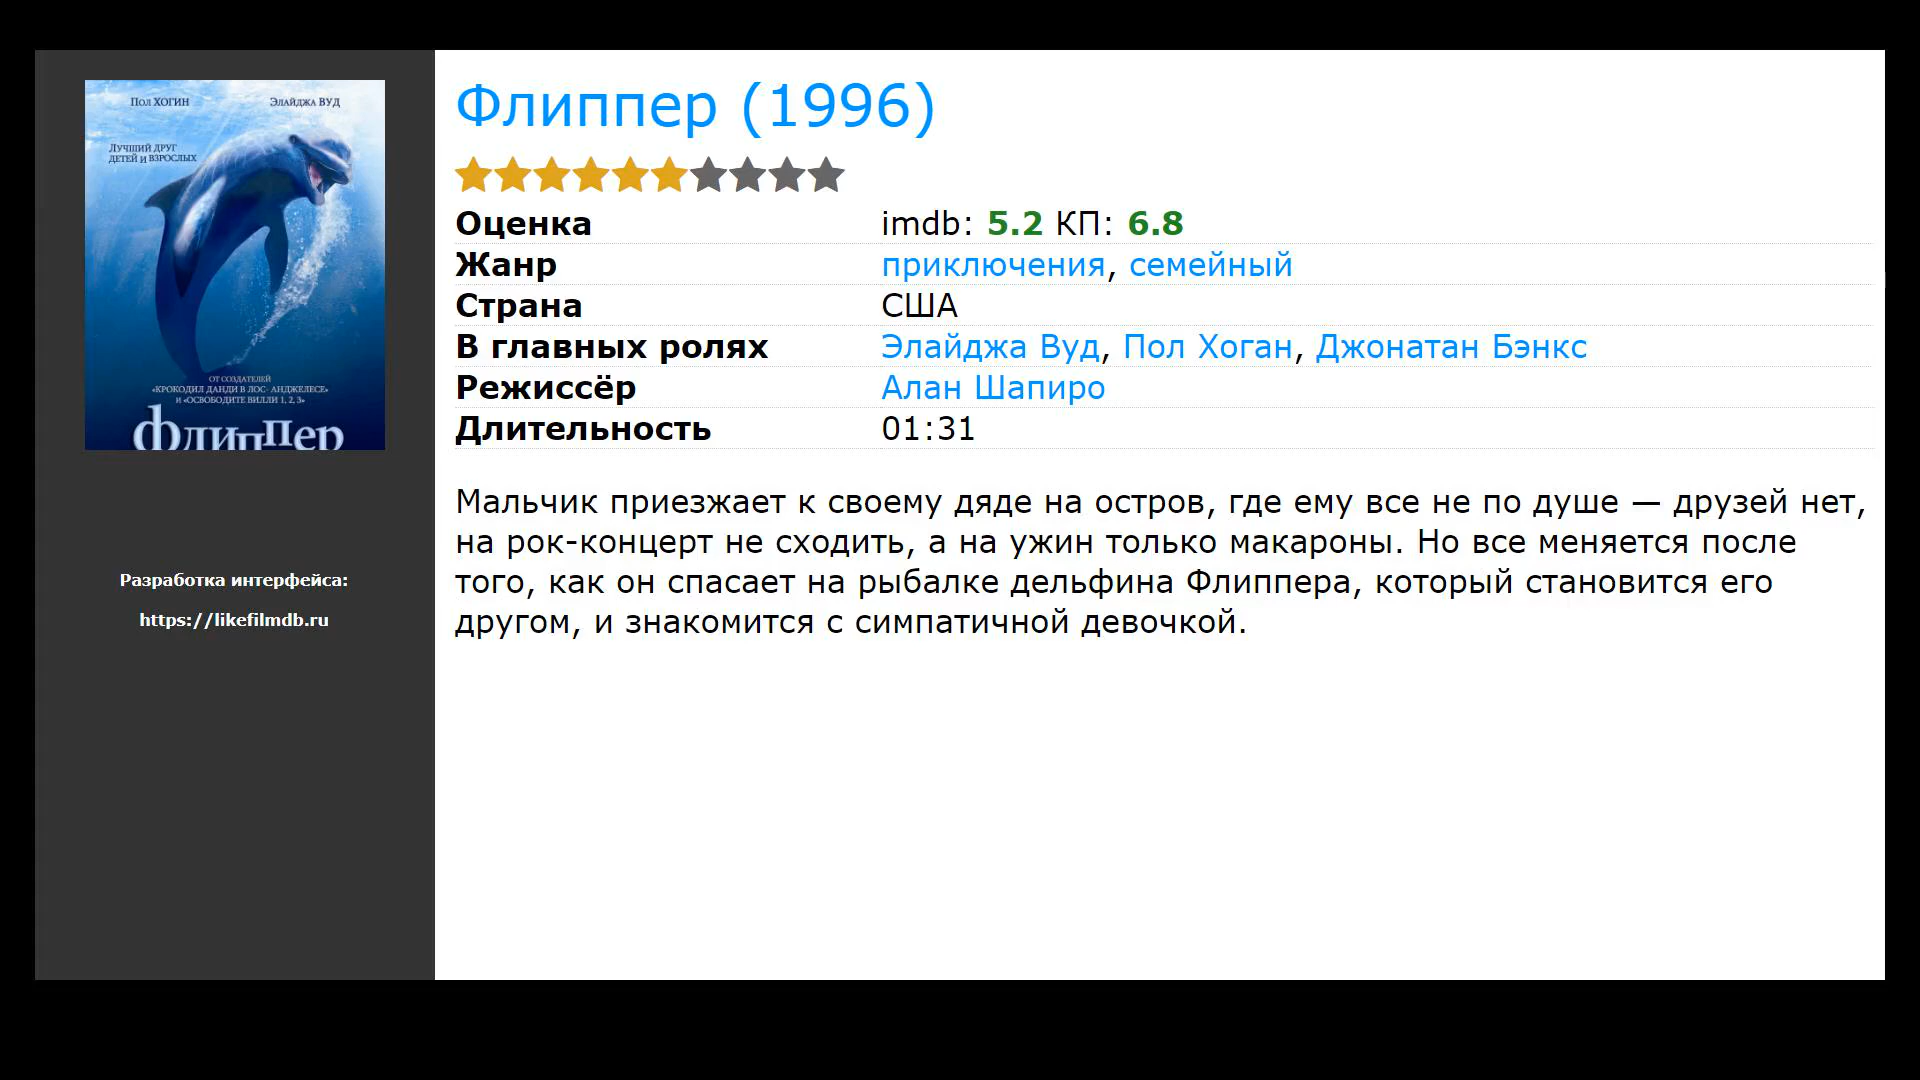 Пол ХОГИН
Элайджа ВУД
Лучший друг
детей и взрослых
от создателей
«Крокодил Данди в Лос- Анджелесе»
и «Освободите Вилли 1, 2, 3»
флиппер
Разработка интерфейса:
https://likefilmdb.ru
Флиппер (1996)
Оценка imdb: 5.2 КП: 6.8
Жанр приключения, семейный
Страна США
В главных ролях Элайджа Вуд, Пол Хоган, Джонатан Бэнкс
Режиссёр Алан Шапиро
Длительность 01:31
Мальчик приезжает к своему дяде на остров, где ему все не по душе — друзей нет,
на рок-концерт не сходить, а на ужин только макароны. Но все меняется после
того, как он спасает на рыбалке дельфина Флиппера, который становится его
другом, и знакомится с симпатичной девочкой.